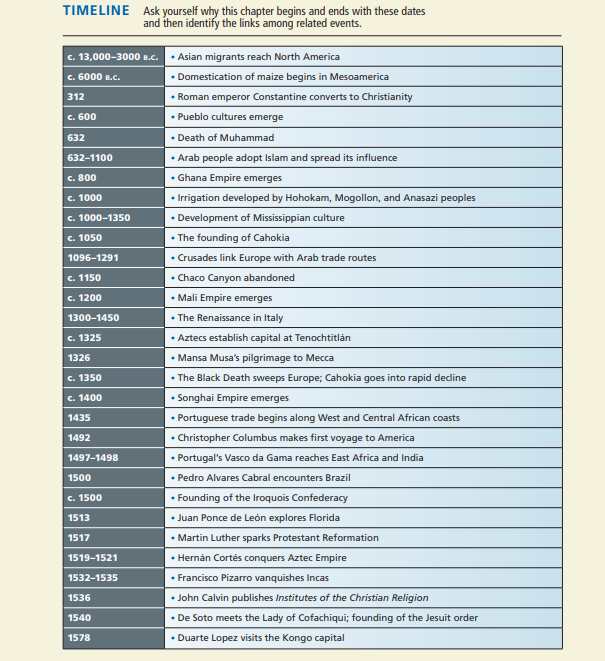 TIMELINE Ask yourself why this chapter begins and ends with these dates
and then identify the links among related events.
c. 13,000–3000 B.C. • Asian migrants reach North America
c. 6000 B.C. • Domestication of maize begins in Mesoamerica
312 • Roman emperor Constantine converts to Christianity
c. 600 • Pueblo cultures emerge
632 • Death of Muhammad
632–1100 • Arab people adopt Islam and spread its influence
c. 800 • Ghana Empire emerges
c. 1000 • Irrigation developed by Hohokam, Mogollon, and Anasazi peoples
c. 1000–1350 • Development of Mississippian culture
c. 1050 • The founding of Cahokia
1096–1291 • Crusades link Europe with Arab trade routes
c. 1150 • Chaco Canyon abandoned
c. 1200 • Mali Empire emerges
1300–1450 • The Renaissance in Italy
c. 1325 • Aztecs establish capital at Tenochtitlán
1326 • Mansa Musa's pilgrimage to Mecca
c. 1350 • The Black Death sweeps Europe; Cahokia goes into rapid decline
c. 1400 • Songhai Empire emerges
1435 • Portuguese trade begins along West and Central African coasts
1492 • Christopher Columbus makes first voyage to America
1497–1498 • Portugal's Vasco da Gama reaches East Africa and India
1500 • Pedro Alvares Cabral encounters Brazil
c. 1500 • Founding of the Iroquois Confederacy
1513 • Juan Ponce de León explores Florida
1517 • Martin Luther sparks Protestant Reformation
1519–1521 • Hernán Cortés conquers Aztec Empire
1532–1535 • Francisco Pizarro vanquishes Incas
1536 • John Calvin publishes Institutes of the Christian Religion
1540 • De Soto meets the Lady of Cofachiqui; founding of the Jesuit order
1578 • Duarte Lopez visits the Kongo capital